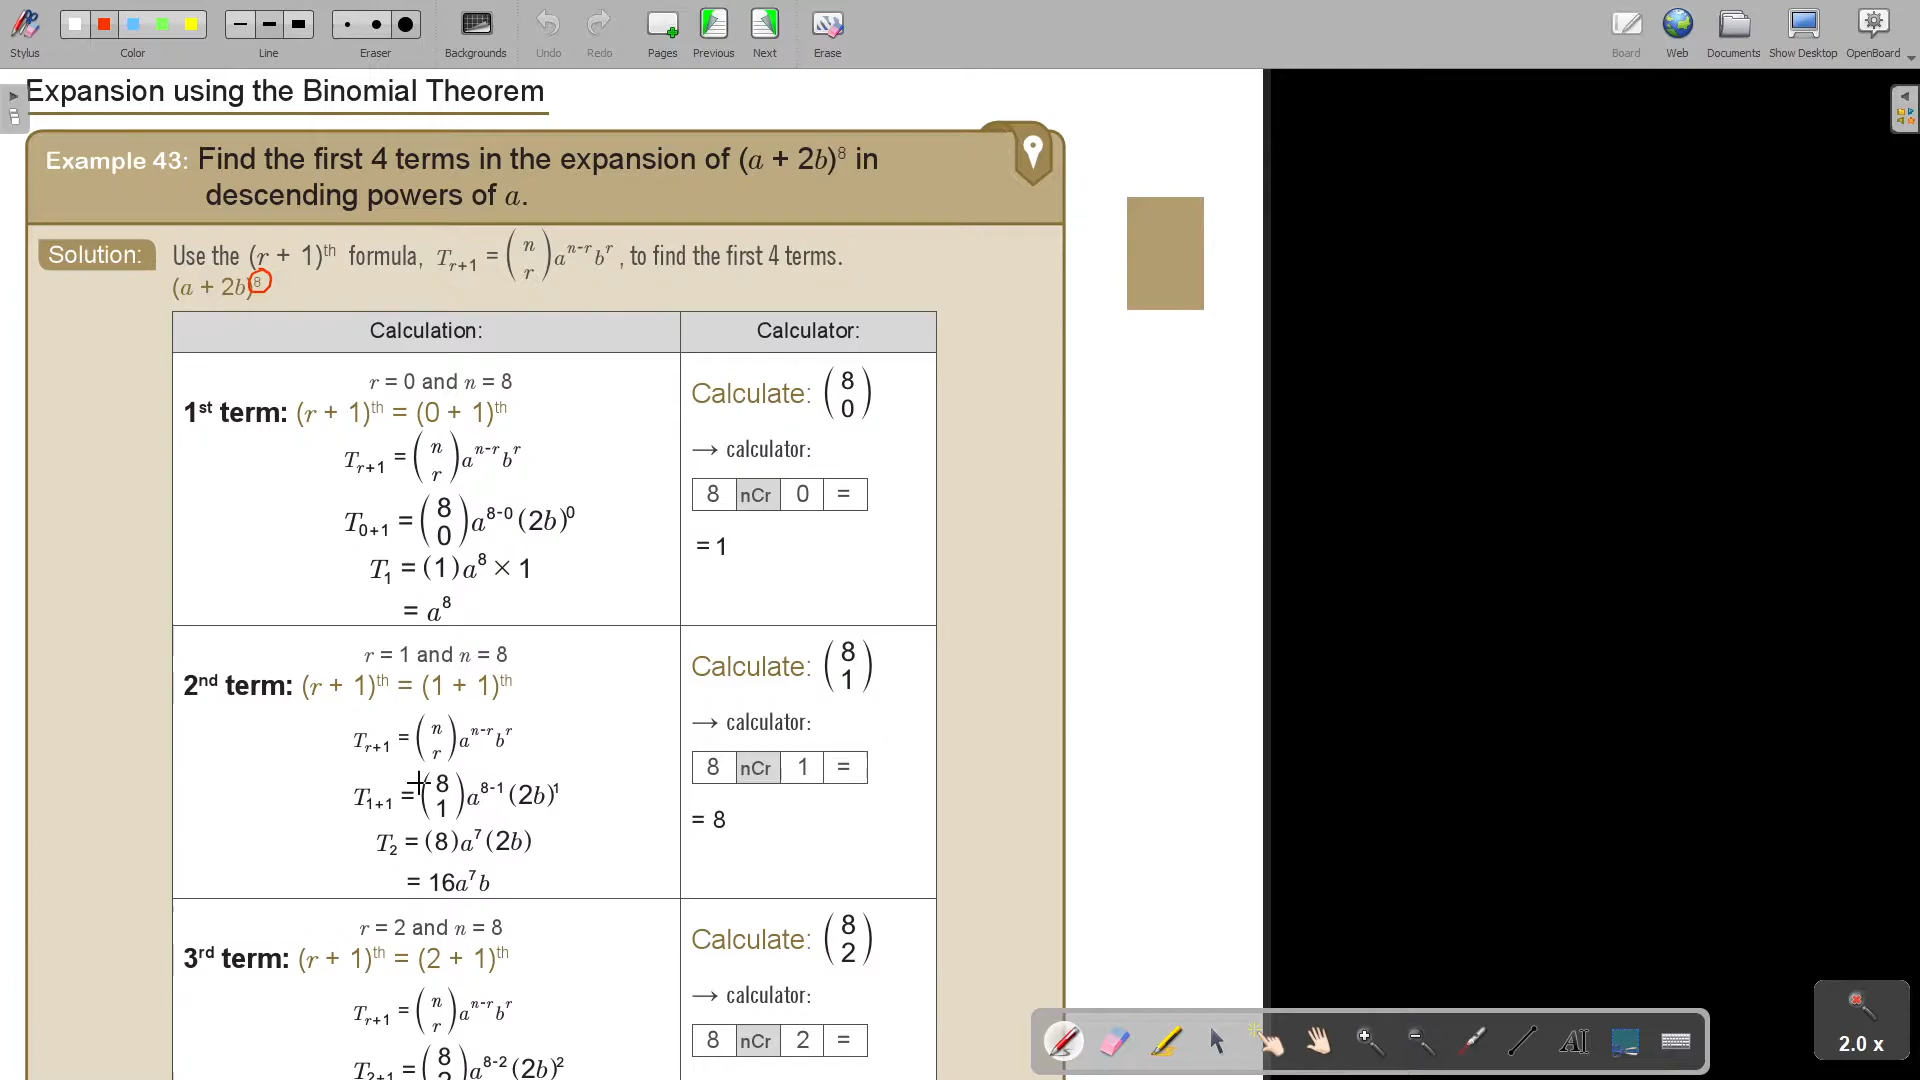 Stylus Color Line Eraser Backgrounds Undo Redo Pages Previous Next Erase Board Web Documents Show Desktop OpenBoard
Expansion using the Binomial Theorem
Example 43: Find the first 4 terms in the expansion of (a + 2b)⁸ in
descending powers of a.
Solution: Use the (r + 1)ᵗʰ formula, Tᵣ₊₁ = (n r) aⁿ⁻ʳ bʳ , to find the first 4 terms.
(a + 2b)⁸
Calculation: Calculator:
r = 0 and n = 8
1ˢᵗ term: (r + 1)ᵗʰ = (0 + 1)ᵗʰ
Tᵣ₊₁ = (n r) aⁿ⁻ʳ bʳ
T₀₊₁ = (8 0) a⁸⁻⁰ (2b)⁰
T₁ = (1)a⁸ × 1
= a⁸
Calculate: (8 0)
→ calculator:
8 nCr 0 =
= 1
r = 1 and n = 8
2ⁿᵈ term: (r + 1)ᵗʰ = (1 + 1)ᵗʰ
Tᵣ₊₁ = (n r) aⁿ⁻ʳ bʳ
T₁₊₁ = (8 1) a⁸⁻¹ (2b)¹
T₂ = (8)a⁷ (2b)
= 16a⁷b
Calculate: (8 1)
→ calculator:
8 nCr 1 =
= 8
r = 2 and n = 8
3ʳᵈ term: (r + 1)ᵗʰ = (2 + 1)ᵗʰ
Tᵣ₊₁ = (n r) aⁿ⁻ʳ bʳ
T₂₊₁ = (8 2) a⁸⁻² (2b)²
Calculate: (8 2)
→ calculator:
8 nCr 2 =
2.0 x